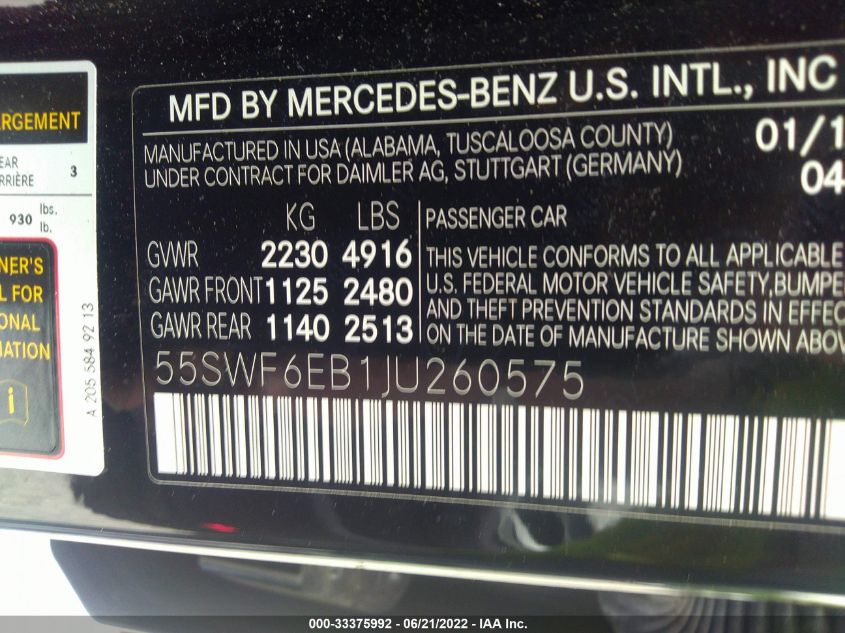 ARGEMENT
3
930 lbs.
lb.
A 205 584 92 13
MFD BY MERCEDES-BENZ U.S. INTL., INC
MANUFACTURED IN USA (ALABAMA, TUSCALOOSA COUNTY)
UNDER CONTRACT FOR DAIMLER AG, STUTTGART (GERMANY)
01/1
04
KG LBS
GVWR 2230 4916
GAWR FRONT 1125 2480
GAWR REAR 1140 2513
PASSENGER CAR
THIS VEHICLE CONFORMS TO ALL APPLICABLE
U.S. FEDERAL MOTOR VEHICLE SAFETY, BUMPE
AND THEFT PREVENTION STANDARDS IN EFFEC
ON THE DATE OF MANUFACTURE SHOWN ABOV
55SWF6EB1JU260575
EAR
RRIÈRE
NER'S
L FOR
ONAL
MATION
i
000-33375992 - 06/21/2022 - IAA Inc.